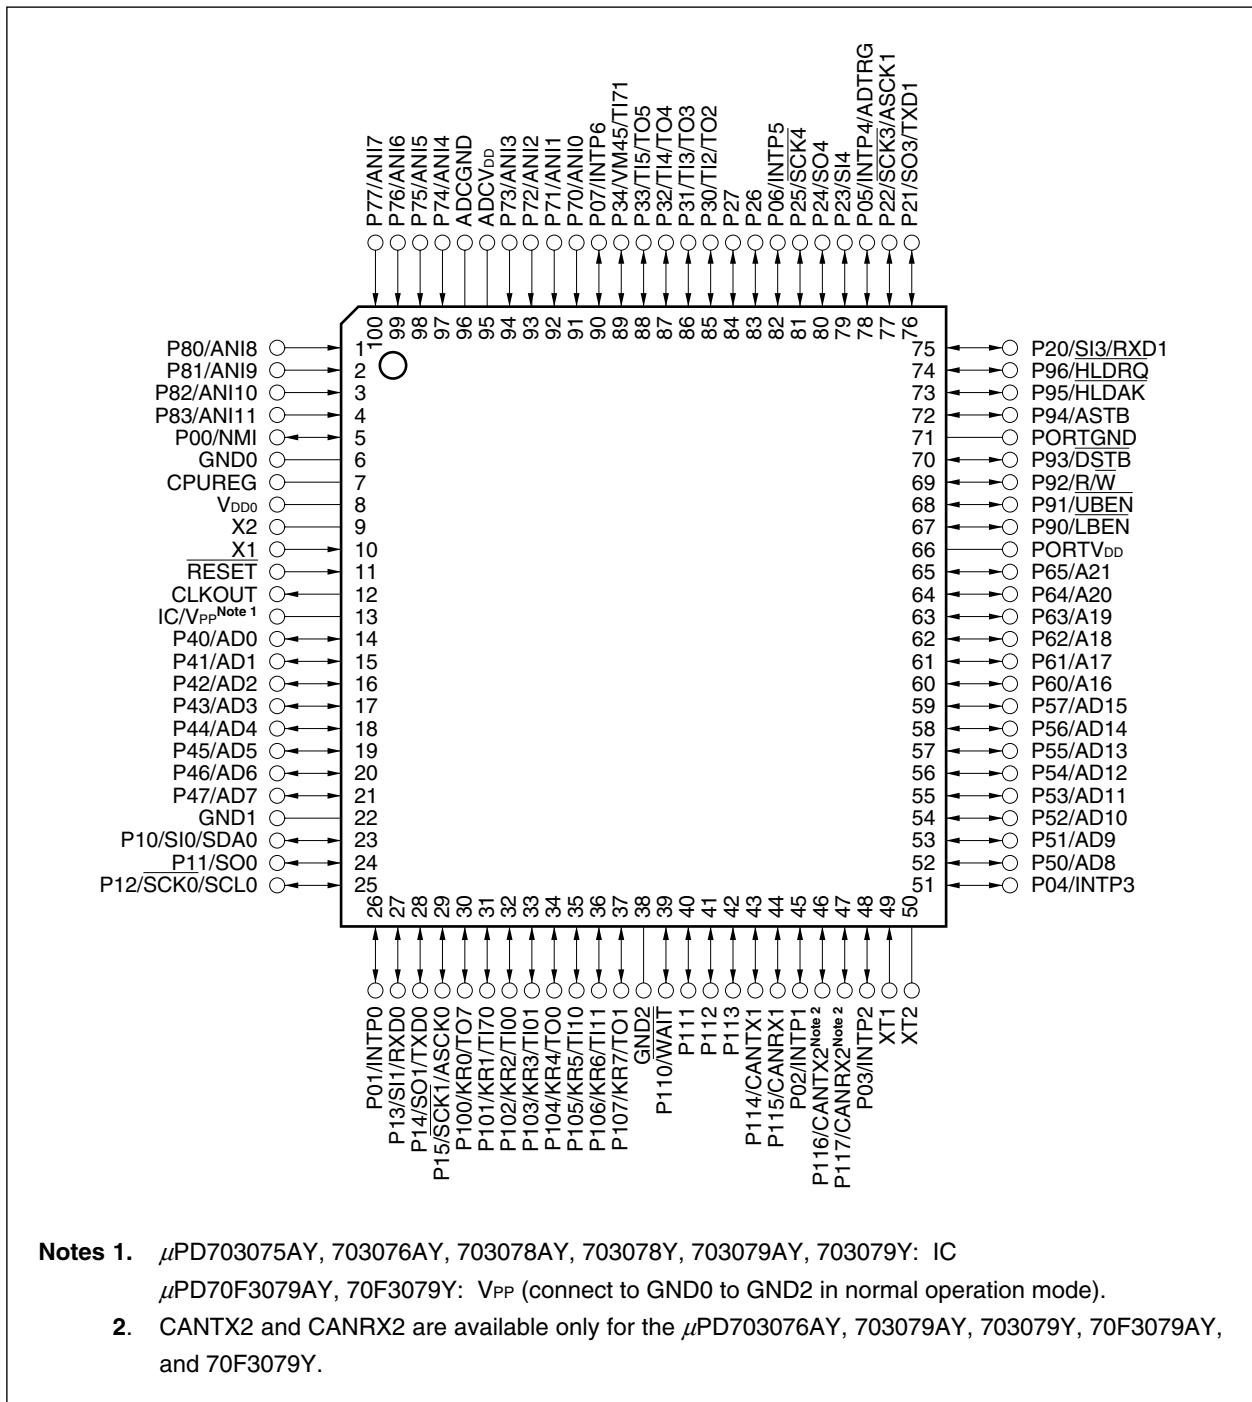 P77/ANI7
P76/ANI6
P75/ANI5
P74/ANI4
ADCGND
ADCVDD
P73/ANI3
P72/ANI2
P71/ANI1
P70/ANI0
P07/INTP6
P34/VM45/TI71
P33/TI5/TO5
P32/TI4/TO4
P31/TI3/TO3
P30/TI2/TO2
P27
P26
P06/INTP5
P25/SCK4
P24/SO4
P23/SI4
P05/INTP4/ADTRG
P22/SCK3/ASCK1
P21/SO3/TXD1
100
99
98
97
96
95
94
93
92
91
90
89
88
87
86
85
84
83
82
81
80
79
78
77
76
P80/ANI8 1
P81/ANI9 2
P82/ANI10 3
P83/ANI11 4
P00/NMI 5
GND0 6
CPUREG 7
VDD0 8
X2 9
X1 10
RESET 11
CLKOUT 12
IC/VPP Note 1 13
P40/AD0 14
P41/AD1 15
P42/AD2 16
P43/AD3 17
P44/AD4 18
P45/AD5 19
P46/AD6 20
P47/AD7 21
GND1 22
P10/SI0/SDA0 23
P11/SO0 24
P12/SCK0/SCL0 25
75 P20/SI3/RXD1
74 P96/HLDRQ
73 P95/HLDAK
72 P94/ASTB
71 PORTGND
70 P93/DSTB
69 P92/R/W
68 P91/UBEN
67 P90/LBEN
66 PORTVDD
65 P65/A21
64 P64/A20
63 P63/A19
62 P62/A18
61 P61/A17
60 P60/A16
59 P57/AD15
58 P56/AD14
57 P55/AD13
56 P54/AD12
55 P53/AD11
54 P52/AD10
53 P51/AD9
52 P50/AD8
51 P04/INTP3
26
27
28
29
30
31
32
33
34
35
36
37
38
39
40
41
42
43
44
45
46
47
48
49
50
P01/INTP0
P13/SI1/RXD0
P14/SO1/TXD0
P15/SCK1/ASCK0
P100/KR0/TO7
P101/KR1/TI70
P102/KR2/TI00
P103/KR3/TI01
P104/KR4/TO0
P105/KR5/TI10
P106/KR6/TI11
P107/KR7/TO1
GND2
P110/WAIT
P111
P112
P113
P114/CANTX1
P115/CANRX1
P02/INTP1
P116/CANTX2 Note 2
P117/CANRX2 Note 2
P03/INTP2
XT1
XT2
Notes 1. μPD703075AY, 703076AY, 703078AY, 703078Y, 703079AY, 703079Y: IC
μPD70F3079AY, 70F3079Y: VPP (connect to GND0 to GND2 in normal operation mode).
2. CANTX2 and CANRX2 are available only for the μPD703076AY, 703079AY, 703079Y, 70F3079AY,
and 70F3079Y.